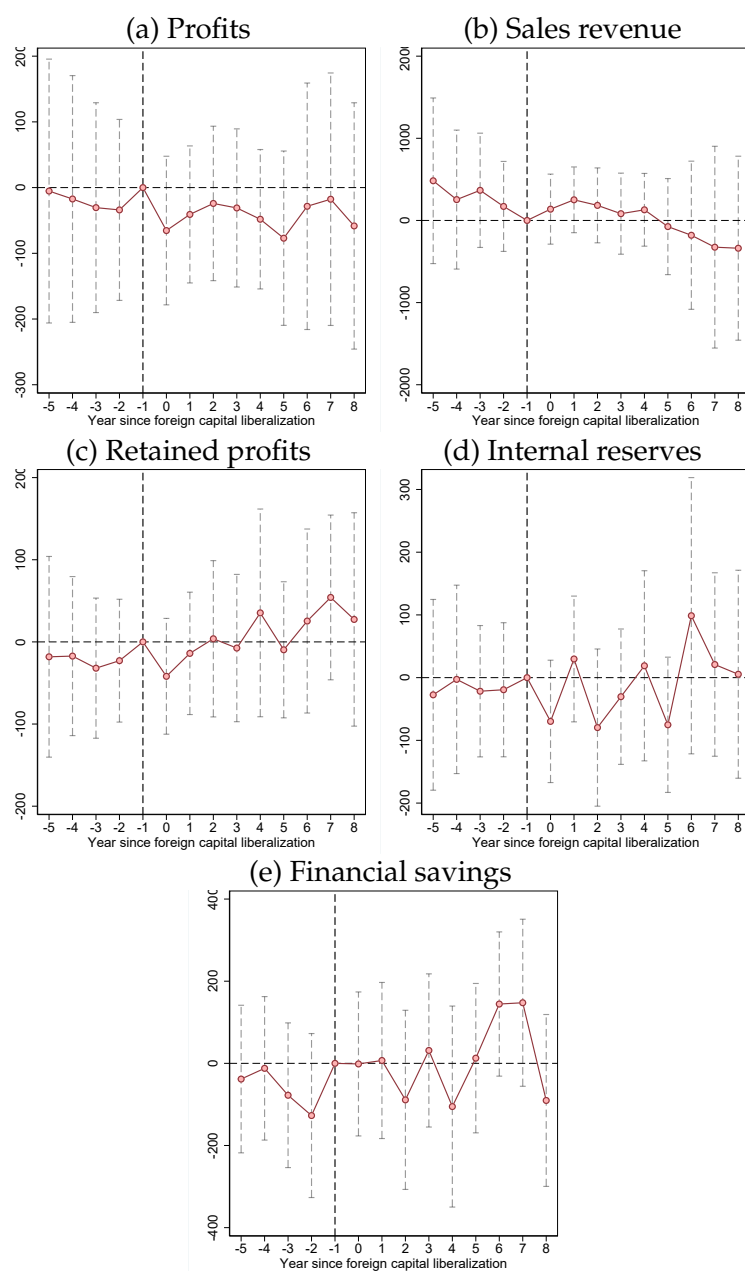 (a) Profits
(b) Sales revenue
200
100
0
-100
-200
-300
-5 -4 -3 -2 -1 0 1 2 3 4 5 6 7 8
Year since foreign capital liberalization
2000
1000
0
-1000
-2000
-5 -4 -3 -2 -1 0 1 2 3 4 5 6 7 8
Year since foreign capital liberalization
(c) Retained profits
(d) Internal reserves
200
100
0
-100
-200
-5 -4 -3 -2 -1 0 1 2 3 4 5 6 7 8
Year since foreign capital liberalization
300
200
100
0
-100
-200
-5 -4 -3 -2 -1 0 1 2 3 4 5 6 7 8
Year since foreign capital liberalization
(e) Financial savings
400
200
0
-200
-400
-5 -4 -3 -2 -1 0 1 2 3 4 5 6 7 8
Year since foreign capital liberalization